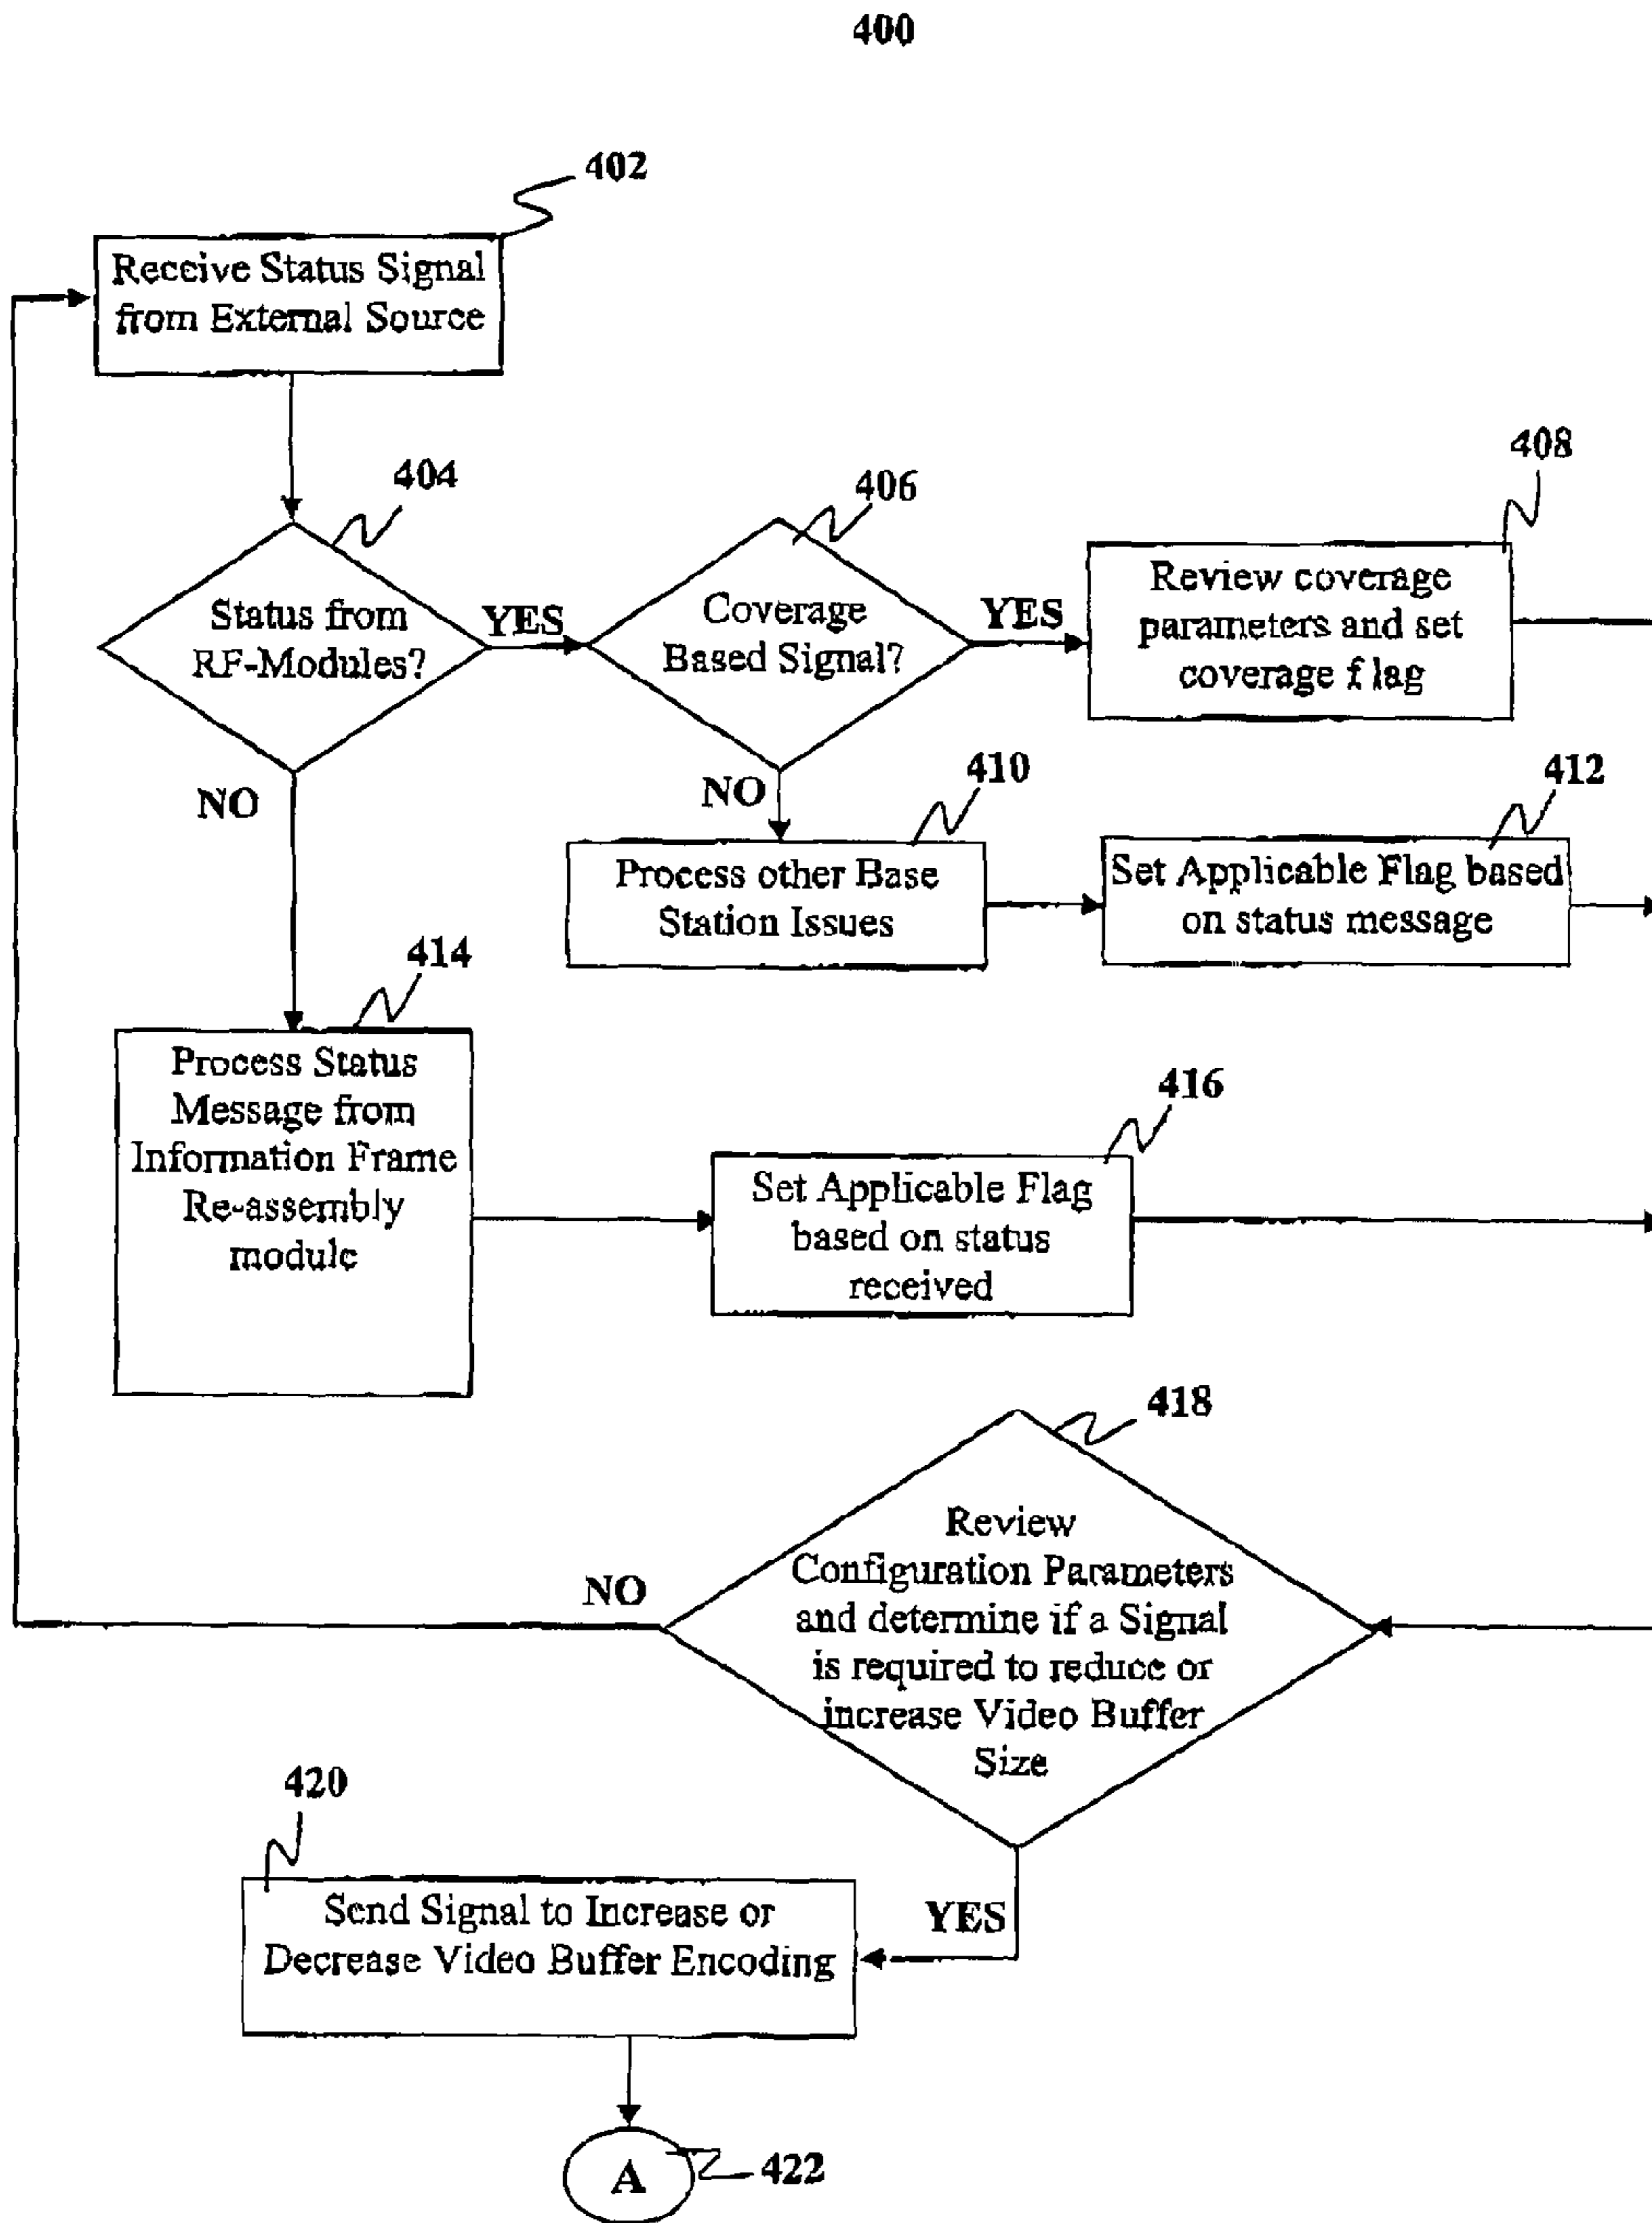 400
402
Receive Status Signal
from External Source
404
Status from
RF-Modules?
YES
NO
406
Coverage
Based Signal?
YES
NO
408
Review coverage
parameters and set
coverage f lag
410
Process other Base
Station Issues
412
Set Applicable Flag based
on status message
414
Process Status
Message from
Information Frame
Re-assembly
module
416
Set Applicable Flag
based on status
received
418
Review
Configuration Parameters
and determine if a Signal
is required to reduce or
increase Video Buffer
Size
NO
YES
420
Send Signal to Increase or
Decrease Video Buffer Encoding
A
422